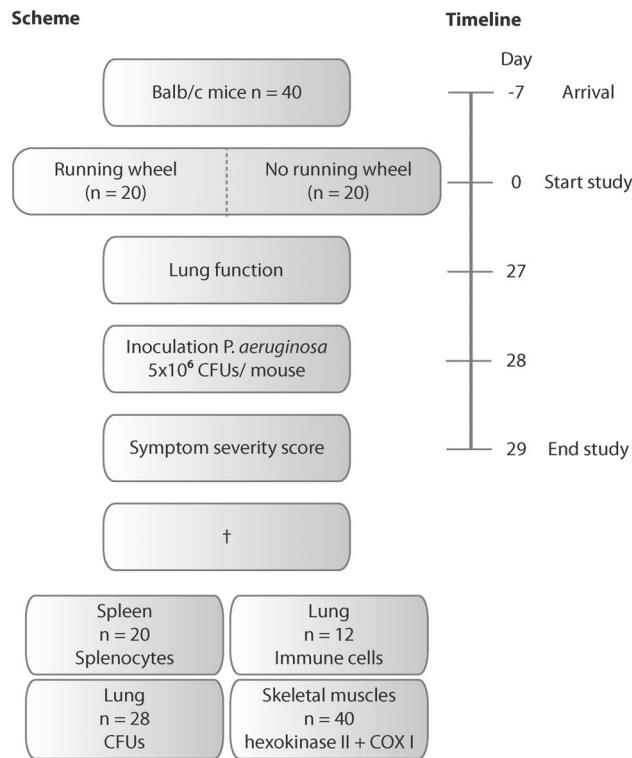 Scheme
Timeline
Day
Balb/c mice n = 40
-7 Arrival
Running wheel
(n = 20)
No running wheel
(n = 20)
0 Start study
Lung function
27
Inoculation P. aeruginosa
5x10⁶ CFUs/ mouse
28
Symptom severity score
29 End study
†
Spleen
n = 20
Splenocytes
Lung
n = 12
Immune cells
Lung
n = 28
CFUs
Skeletal muscles
n = 40
hexokinase II + COX I